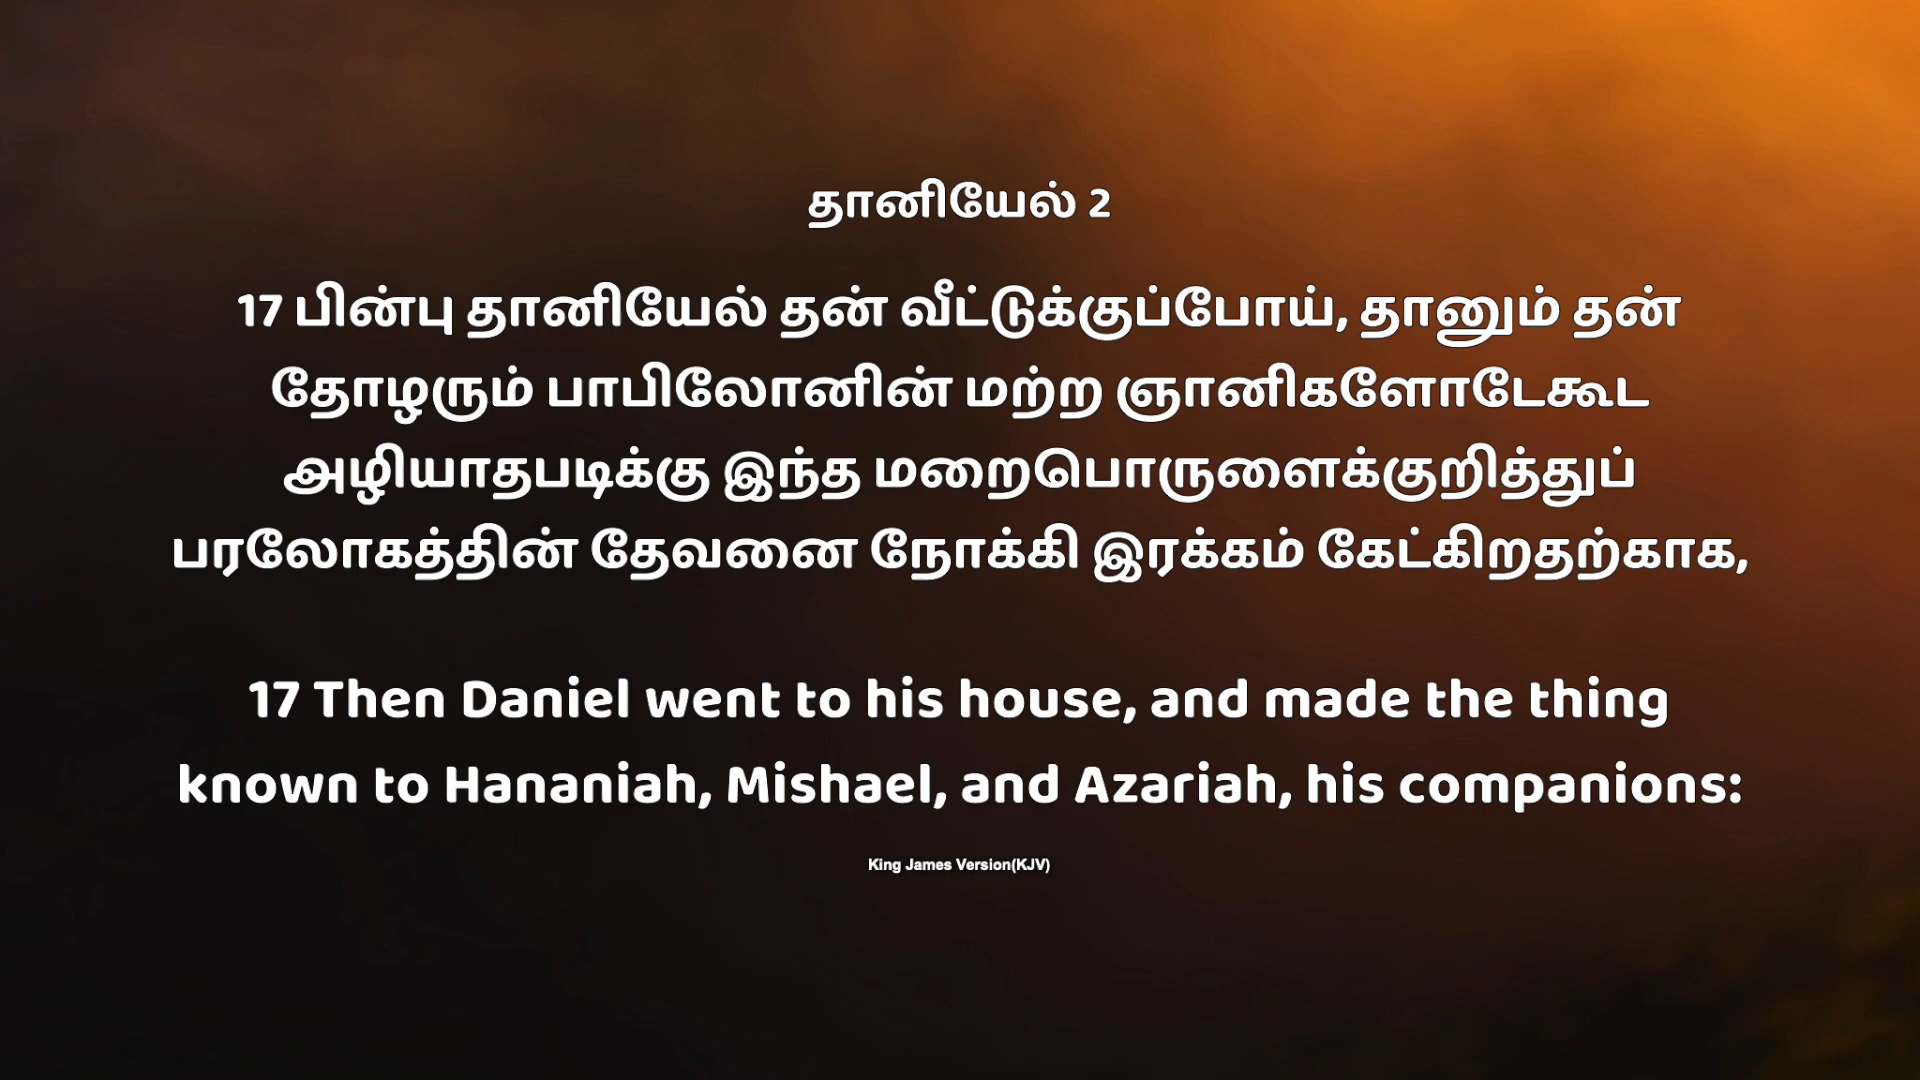 தானியேல் 2
17 பின்பு தானியேல் தன் வீட்டுக்குப்போய், தானும் தன்
தோழரும் பாபிலோனின் மற்ற ஞானிகளோடேகூட
அழியாதபடிக்கு இந்த மறைபொருளைக்குறித்துப்
பரலோகத்தின் தேவனை நோக்கி இரக்கம் கேட்கிறதற்காக,
17 Then Daniel went to his house, and made the thing
known to Hananiah, Mishael, and Azariah, his companions:
King James Version(KJV)